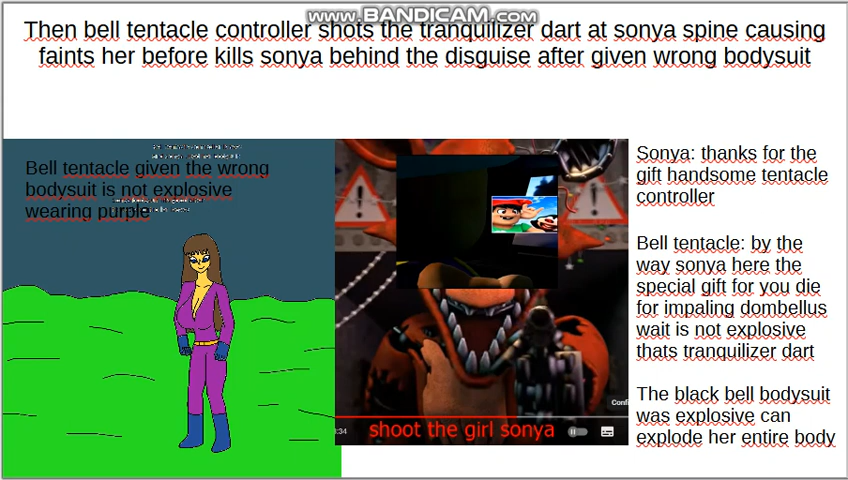 www.BANDICAM.com
Then bell tentacle controller shots the tranquilizer dart at sonya spine causing
faints her before kills sonya behind the disguise after given wrong bodysuit
Bell tentacle given the wrong
bodysuit is not explosive
wearing purple
Sonya: thanks for the
gift handsome tentacle
controller
Bell tentacle: by the
way sonya here the
special gift for you die
for impaling dombellus
wait is not explosive
thats tranquilizer dart
The black bell bodysuit
was explosive can
explode her entire body
Confi
:34
shoot the girl sonya